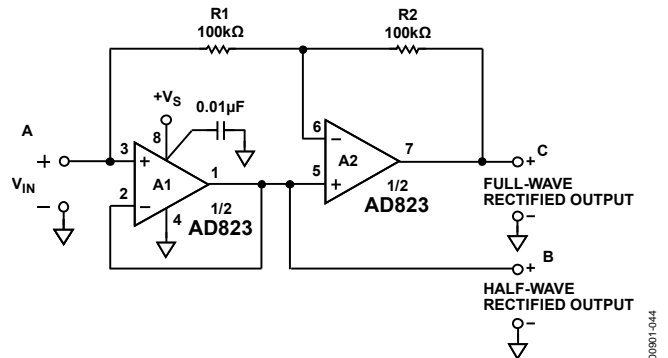 R1
100kΩ
R2
100kΩ
+VS
0.01µF
A
8
6
7
+
3
+
A1
1
5
A2
C
VIN
2
1/2
1/2
FULL-WAVE
RECTIFIED OUTPUT
–
4
AD823
AD823
–
B
HALF-WAVE
RECTIFIED OUTPUT
–
00901-044